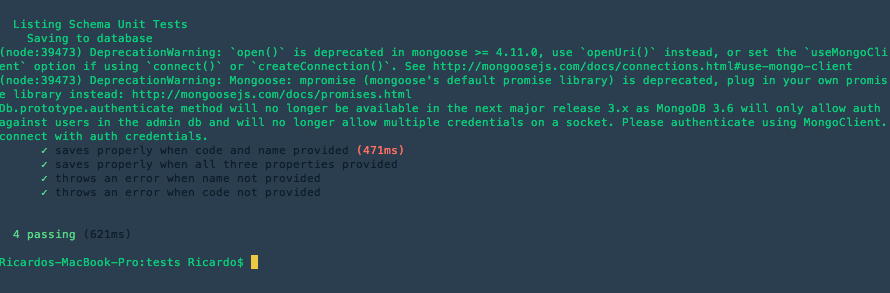 Listing Schema Unit Tests
Saving to database
(node:39473) DeprecationWarning: `open()` is deprecated in mongoose >= 4.11.0, use `openUri()` instead, or set the `useMongoCli
ent` option if using `connect()` or `createConnection()`. See http://mongoosejs.com/docs/connections.html#use-mongo-client
(node:39473) DeprecationWarning: Mongoose: mpromise (mongoose's default promise library) is deprecated, plug in your own promis
e library instead: http://mongoosejs.com/docs/promises.html
Db.prototype.authenticate method will no longer be available in the next major release 3.x as MongoDB 3.6 will only allow auth
against users in the admin db and will no longer allow multiple credentials on a socket. Please authenticate using MongoClient.
connect with auth credentials.
✓ saves properly when code and name provided (471ms)
✓ saves properly when all three properties provided
✓ throws an error when name not provided
✓ throws an error when code not provided
4 passing (621ms)
Ricardos-MacBook-Pro:tests Ricardo$